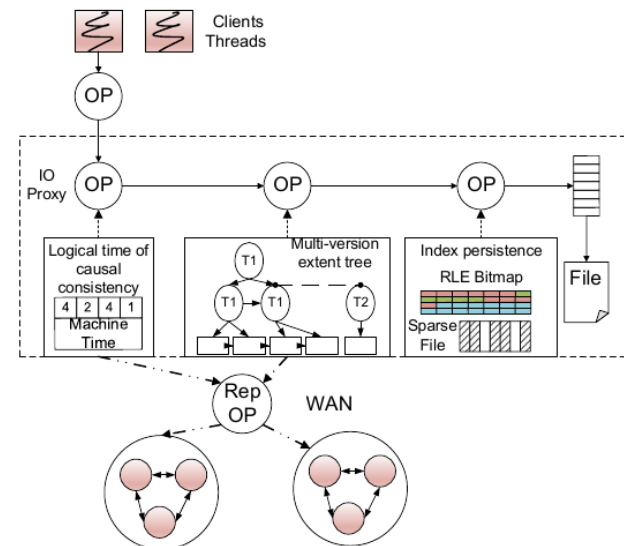 Clients
Threads
OP
IO
Proxy
OP
OP
OP
Logical time of
causal
consistency
4 2 4 1
Machine
Time
Multi-version
extent tree
T1
T1
T1
T2
Index persistence
RLE Bitmap
Sparse
File
File
Rep
OP
WAN